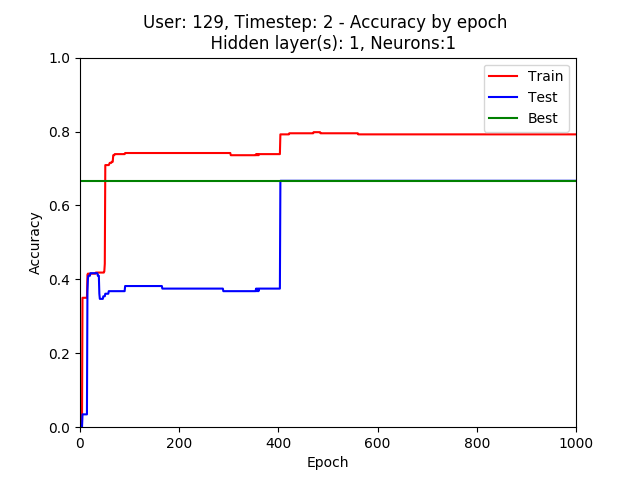 User: 129, Timestep: 2 - Accuracy by epoch
Hidden layer(s): 1, Neurons:1
1.0
0.8
0.6
0.4
0.2
0.0
Accuracy
Train
Test
Best
0 200 400 600 800 1000
Epoch